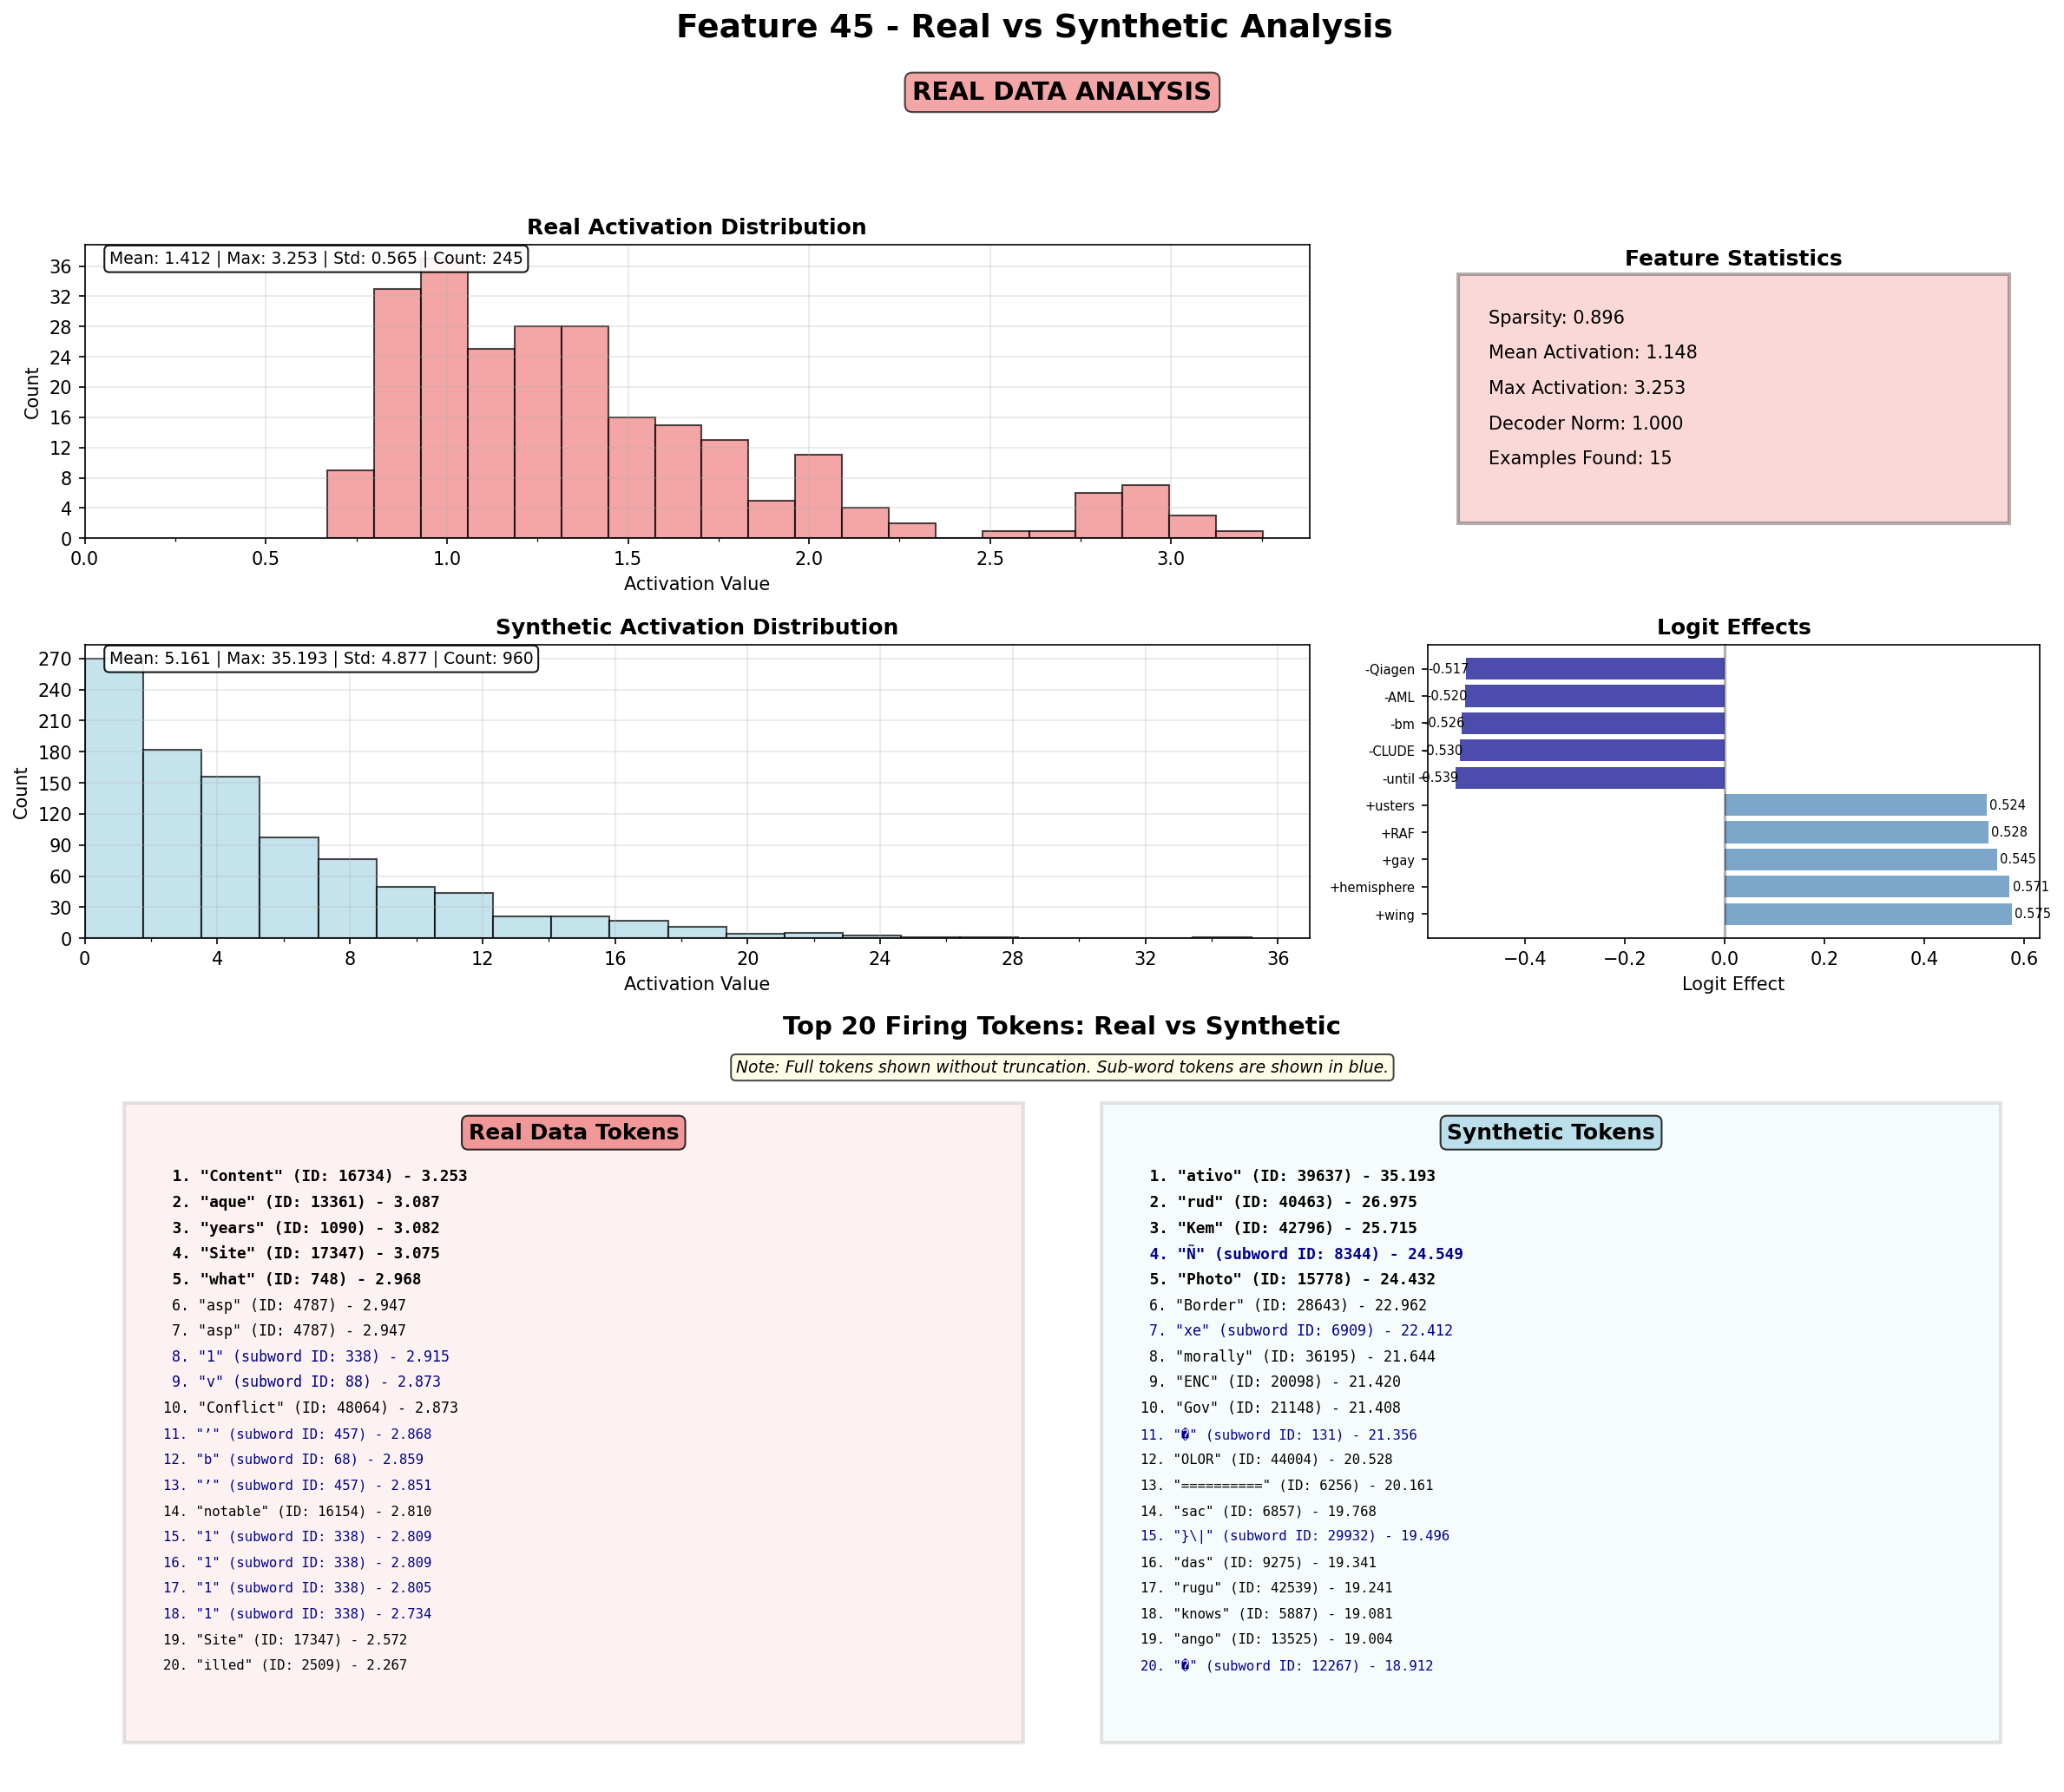 Feature 45 - Real vs Synthetic Analysis
REAL DATA ANALYSIS
Real Activation Distribution
Mean: 1.412 | Max: 3.253 | Std: 0.565 | Count: 245
Count
36
32
28
24
20
16
12
8
4
0
0.0 0.5 1.0 1.5 2.0 2.5 3.0
Activation Value
Feature Statistics
Sparsity: 0.896
Mean Activation: 1.148
Max Activation: 3.253
Decoder Norm: 1.000
Examples Found: 15
Synthetic Activation Distribution
Mean: 5.161 | Max: 35.193 | Std: 4.877 | Count: 960
Count
270
240
210
180
150
120
90
60
30
0
0 4 8 12 16 20 24 28 32 36
Activation Value
Logit Effects
-Qiagen -0.517
-AML -0.520
-bm -0.526
-CLUDE -0.530
-until -0.539
+usters 0.524
+RAF 0.528
+gay 0.545
+hemisphere 0.571
+wing 0.575
−0.4 −0.2 0.0 0.2 0.4 0.6
Logit Effect
Top 20 Firing Tokens: Real vs Synthetic
Note: Full tokens shown without truncation. Sub-word tokens are shown in blue.
Real Data Tokens
1. "Content" (ID: 16734) - 3.253
2. "aque" (ID: 13361) - 3.087
3. "years" (ID: 1090) - 3.082
4. "Site" (ID: 17347) - 3.075
5. "what" (ID: 748) - 2.968
6. "asp" (ID: 4787) - 2.947
7. "asp" (ID: 4787) - 2.947
8. "1" (subword ID: 338) - 2.915
9. "v" (subword ID: 88) - 2.873
10. "Conflict" (ID: 48064) - 2.873
11. "’" (subword ID: 457) - 2.868
12. "b" (subword ID: 68) - 2.859
13. "’" (subword ID: 457) - 2.851
14. "notable" (ID: 16154) - 2.810
15. "1" (subword ID: 338) - 2.809
16. "1" (subword ID: 338) - 2.809
17. "1" (subword ID: 338) - 2.805
18. "1" (subword ID: 338) - 2.734
19. "Site" (ID: 17347) - 2.572
20. "illed" (ID: 2509) - 2.267
Synthetic Tokens
1. "ativo" (ID: 39637) - 35.193
2. "rud" (ID: 40463) - 26.975
3. "Kem" (ID: 42796) - 25.715
4. "Ñ" (subword ID: 8344) - 24.549
5. "Photo" (ID: 15778) - 24.432
6. "Border" (ID: 28643) - 22.962
7. "xe" (subword ID: 6909) - 22.412
8. "morally" (ID: 36195) - 21.644
9. "ENC" (ID: 20098) - 21.420
10. "Gov" (ID: 21148) - 21.408
11. "�" (subword ID: 131) - 21.356
12. "OLOR" (ID: 44004) - 20.528
13. "==========" (ID: 6256) - 20.161
14. "sac" (ID: 6857) - 19.768
15. "}\|" (subword ID: 29932) - 19.496
16. "das" (ID: 9275) - 19.341
17. "rugu" (ID: 42539) - 19.241
18. "knows" (ID: 5887) - 19.081
19. "ango" (ID: 13525) - 19.004
20. "�" (subword ID: 12267) - 18.912